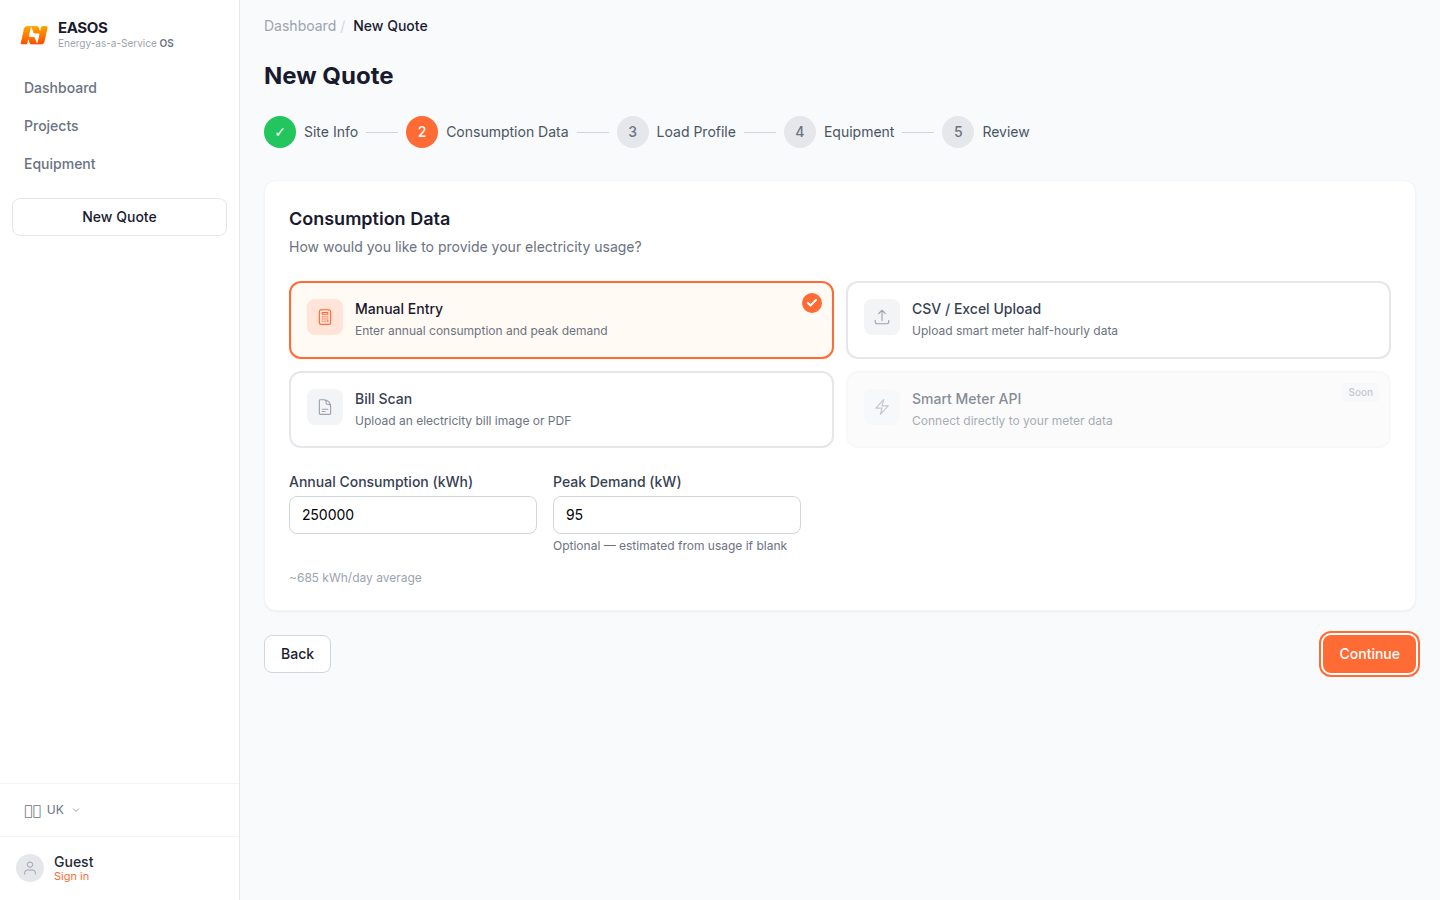 EASOS
Energy-as-a-Service OS
Dashboard
Projects
Equipment
New Quote
UK
Guest
Sign in
Dashboard / New Quote
New Quote
✓ Site Info
2 Consumption Data
3 Load Profile
4 Equipment
5 Review
Consumption Data
How would you like to provide your electricity usage?
Manual Entry
Enter annual consumption and peak demand
CSV / Excel Upload
Upload smart meter half-hourly data
Bill Scan
Upload an electricity bill image or PDF
Smart Meter API
Soon
Connect directly to your meter data
Annual Consumption (kWh)
250000
Peak Demand (kW)
95
Optional — estimated from usage if blank
~685 kWh/day average
Back
Continue